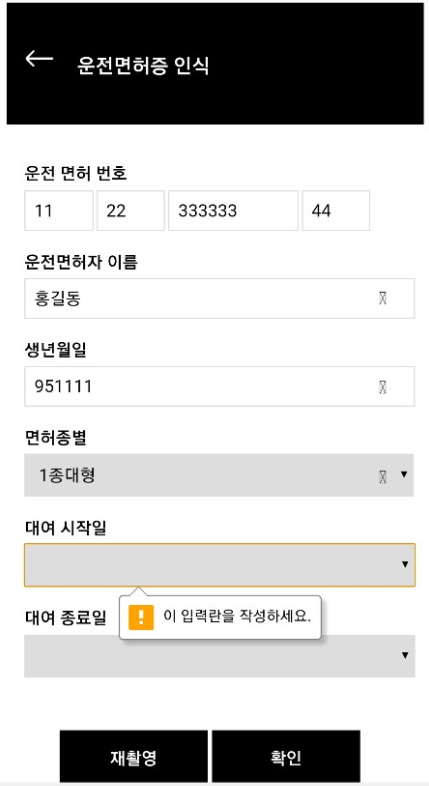 운전면허증 인식
운전 면허 번호
11 22 333333 44
운전면허자 이름
홍길동
생년월일
951111
면허종별
1종대형
대여 시작일
이 입력란을 작성하세요.
대여 종료일
재촬영 확인